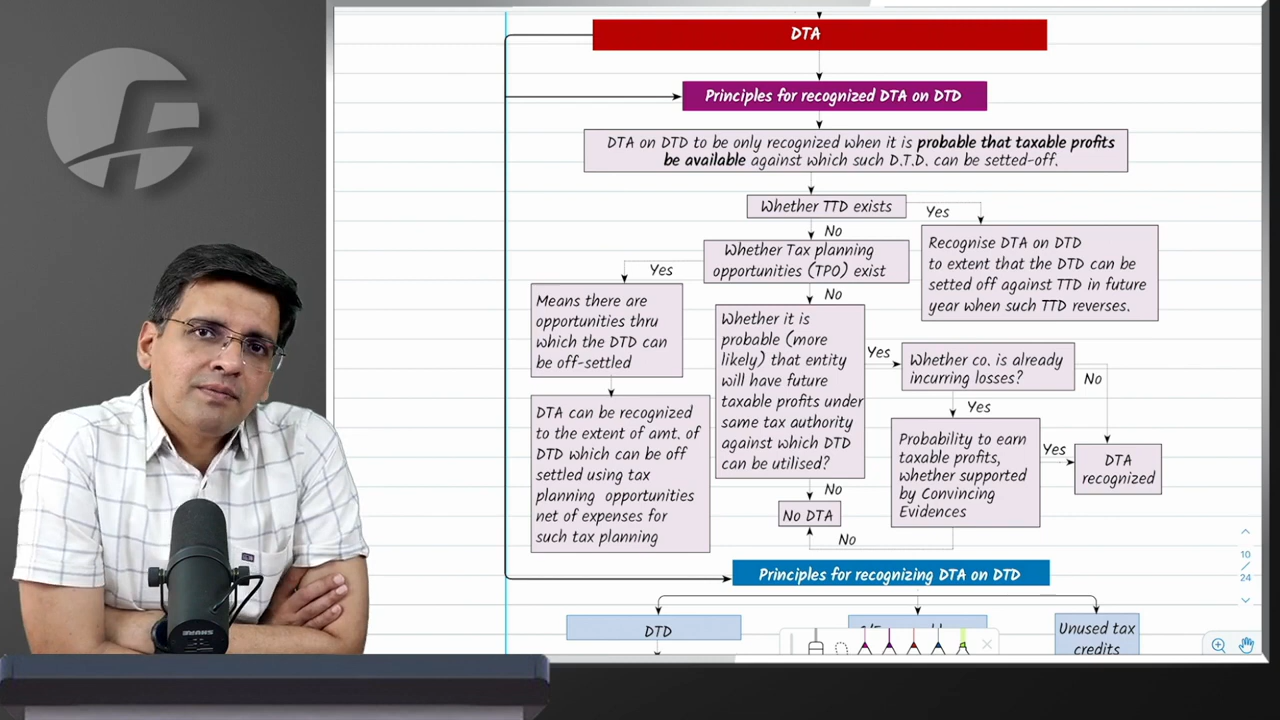 DTA
Principles for recognized DTA on DTD
DTA on DTD to be only recognized when it is probable that taxable profits
be available against which such D.T.D. can be setted-off.
Whether TTD exists
Yes
No
Whether Tax planning
opportunities (TPO) exist
Yes
No
Recognise DTA on DTD
to extent that the DTD can be
setted off against TTD in future
year when such TTD reverses.
Means there are
opportunities thru
which the DTD can
be off-settled
DTA can be recognized
to the extent of amt. of
DTD which can be off
settled using tax
planning opportunities
net of expenses for
such tax planning
Whether it is
probable (more
likely) that entity
will have future
taxable profits under
same tax authority
against which DTD
can be utilised?
Yes
No
Whether co. is already
incurring losses?
No
Yes
Probability to earn
taxable profits,
whether supported
by Convincing
Evidences
Yes
DTA
recognized
No DTA
No
Principles for recognizing DTA on DTD
DTD
Unused tax
credits
10
/
24
SHURE